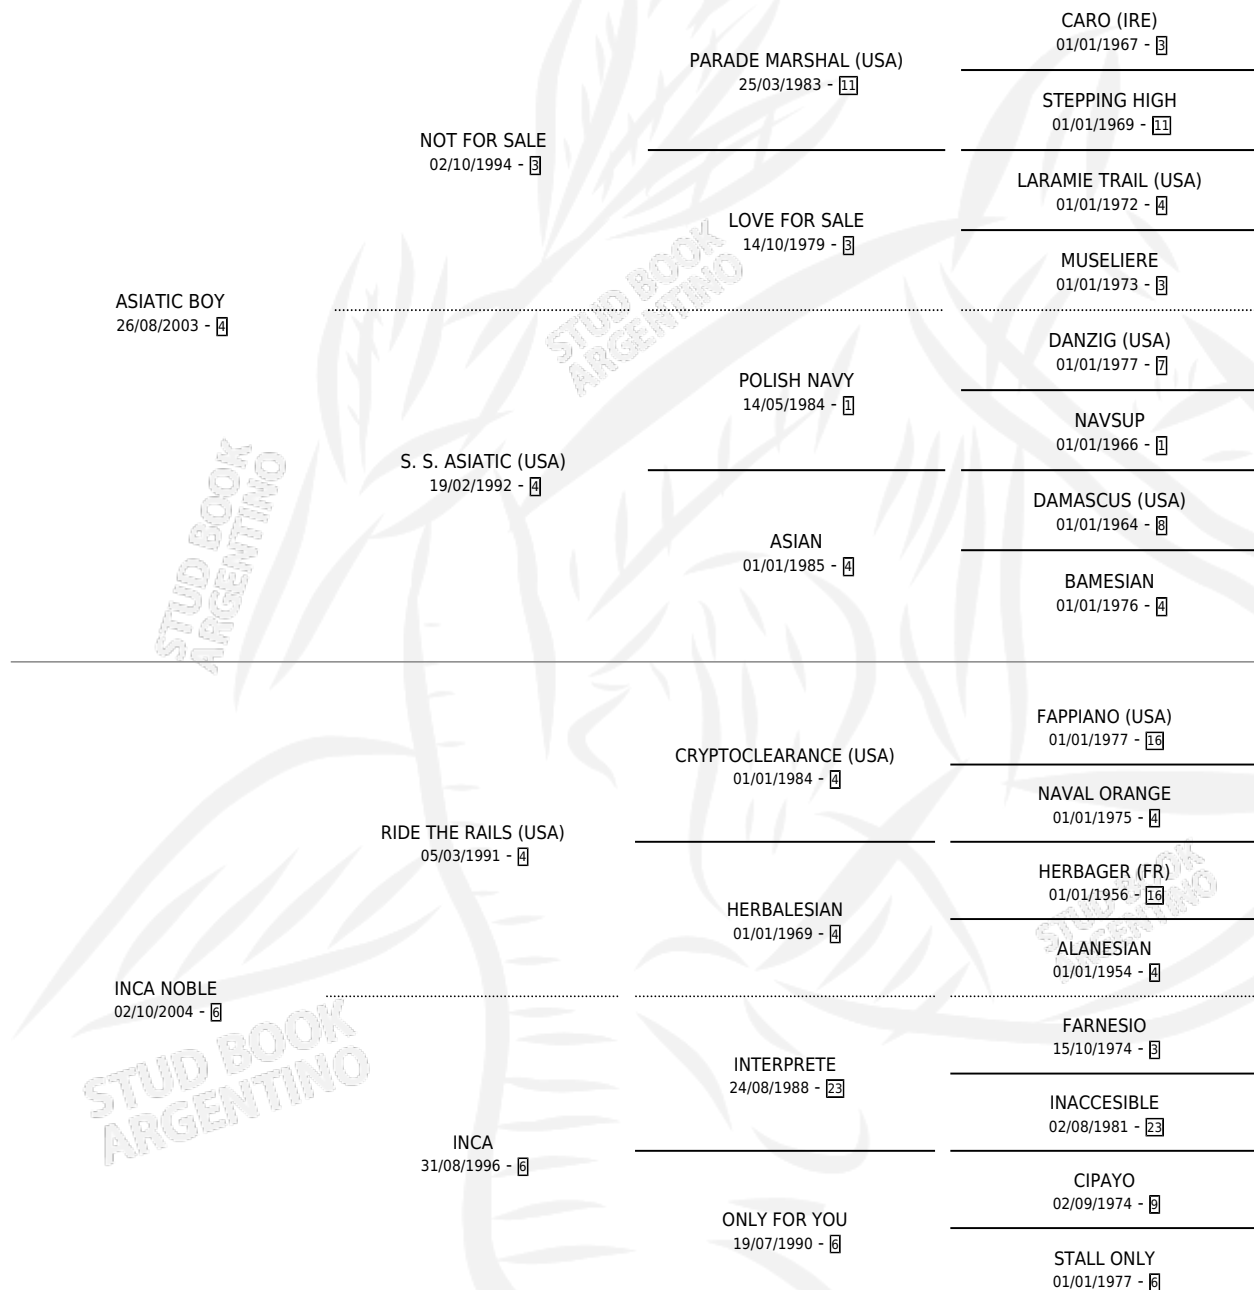 CARO (IRE)
01/01/1967 - 3
PARADE MARSHAL (USA)
25/03/1983 - 11
STEPPING HIGH
01/01/1969 - 11
NOT FOR SALE
02/10/1994 - 3
LARAMIE TRAIL (USA)
01/01/1972 - 4
LOVE FOR SALE
14/10/1979 - 3
MUSELIERE
01/01/1973 - 3
ASIATIC BOY
26/08/2003 - 4
STUD BOOK
ARGENTINO
DANZIG (USA)
01/01/1977 - 7
POLISH NAVY
14/05/1984 - 1
NAVSUP
01/01/1966 - 1
S. S. ASIATIC (USA)
19/02/1992 - 4
DAMASCUS (USA)
01/01/1964 - 8
ASIAN
01/01/1985 - 4
BAMESIAN
01/01/1976 - 4
STUD BOOK
ARGENTINO
FAPPIANO (USA)
01/01/1977 - 16
CRYPTOCLEARANCE (USA)
01/01/1984 - 4
NAVAL ORANGE
01/01/1975 - 4
RIDE THE RAILS (USA)
05/03/1991 - 4
HERBAGER (FR)
01/01/1956 - 16
HERBALESIAN
01/01/1969 - 4
STUD BOOK
ARGENTINO
ALANESIAN
01/01/1954 - 4
INCA NOBLE
02/10/2004 - 6
STUD BOOK
ARGENTINO
FARNESIO
15/10/1974 - 3
INTERPRETE
24/08/1988 - 23
INACCESIBLE
02/08/1981 - 23
INCA
31/08/1996 - 6
CIPAYO
02/09/1974 - 9
ONLY FOR YOU
19/07/1990 - 6
STALL ONLY
01/01/1977 - 6